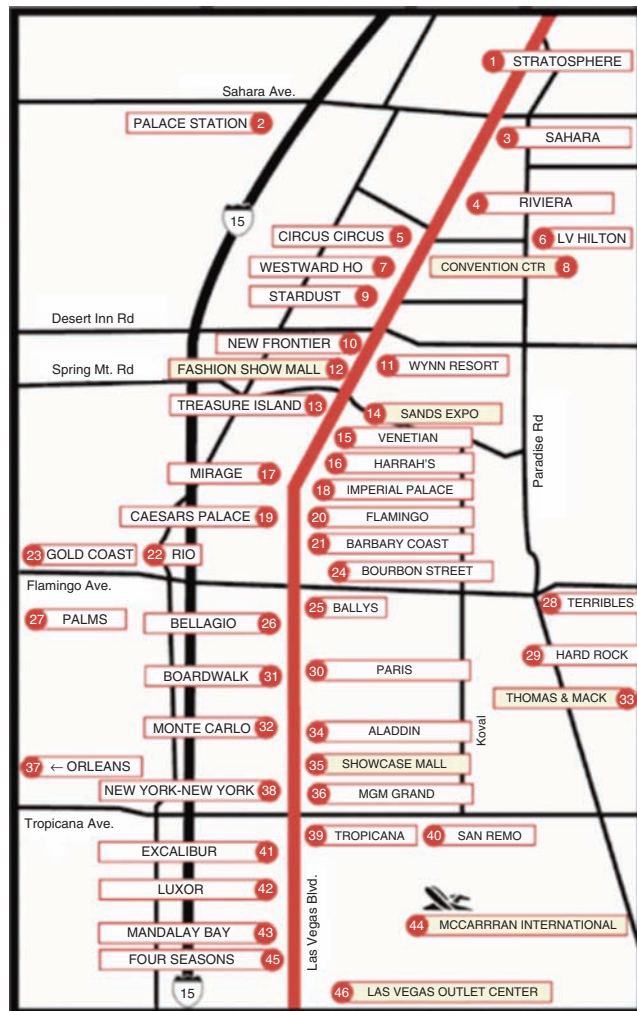 1 STRATOSPHERE
Sahara Ave.
PALACE STATION 2
3 SAHARA
4 RIVIERA
15
CIRCUS CIRCUS 5
6 LV HILTON
WESTWARD HO 7
CONVENTION CTR 8
STARDUST 9
Desert Inn Rd
NEW FRONTIER 10
Spring Mt. Rd
FASHION SHOW MALL 12
11 WYNN RESORT
TREASURE ISLAND 13
14 SANDS EXPO
15 VENETIAN
Paradise Rd
16 HARRAH'S
MIRAGE 17
18 IMPERIAL PALACE
CAESARS PALACE 19
20 FLAMINGO
21 BARBARY COAST
23 GOLD COAST
22 RIO
24 BOURBON STREET
Flamingo Ave.
25 BALLYS
28 TERRIBLES
27 PALMS
BELLAGIO 26
29 HARD ROCK
BOARDWALK 31
30 PARIS
THOMAS & MACK 33
MONTE CARLO 32
34 ALADDIN
Koval
37 ← ORLEANS
35 SHOWCASE MALL
NEW YORK-NEW YORK 38
36 MGM GRAND
Tropicana Ave.
39 TROPICANA
40 SAN REMO
EXCALIBUR 41
LUXOR 42
Las Vegas Blvd.
44 MCCARRRAN INTERNATIONAL
MANDALAY BAY 43
FOUR SEASONS 45
15
46 LAS VEGAS OUTLET CENTER